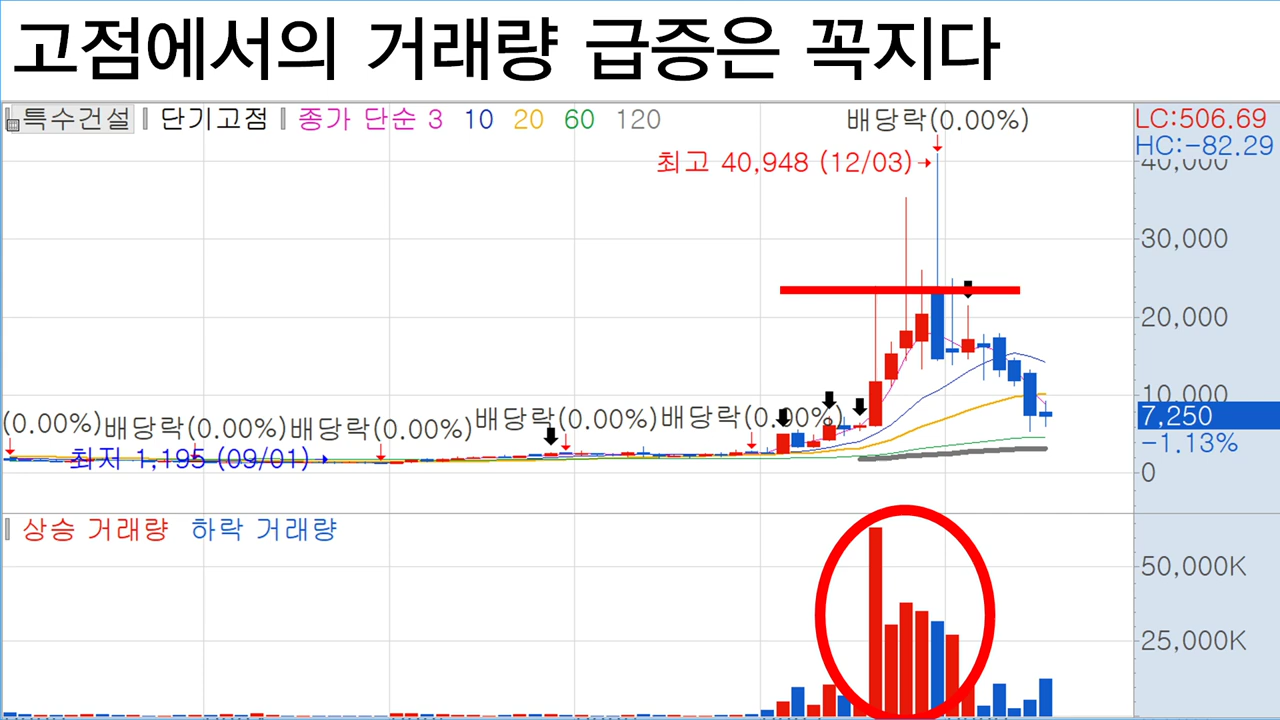 고점에서의 거래량 급증은 꼭지다
특수건설 단기고점 종가 단순 3 10 20 60 120
배당락(0.00%)
LC:506.69
HC:-82.29
최고 40,948 (12/03)
40,000
30,000
20,000
10,000
7,250
-1.13%
0
(0.00%) 배당락(0.00%) 배당락(0.00%) 배당락(0.00%) 배당락(0.00%)
최저 1,195 (09/01)
상승 거래량 하락 거래량
50,000K
25,000K